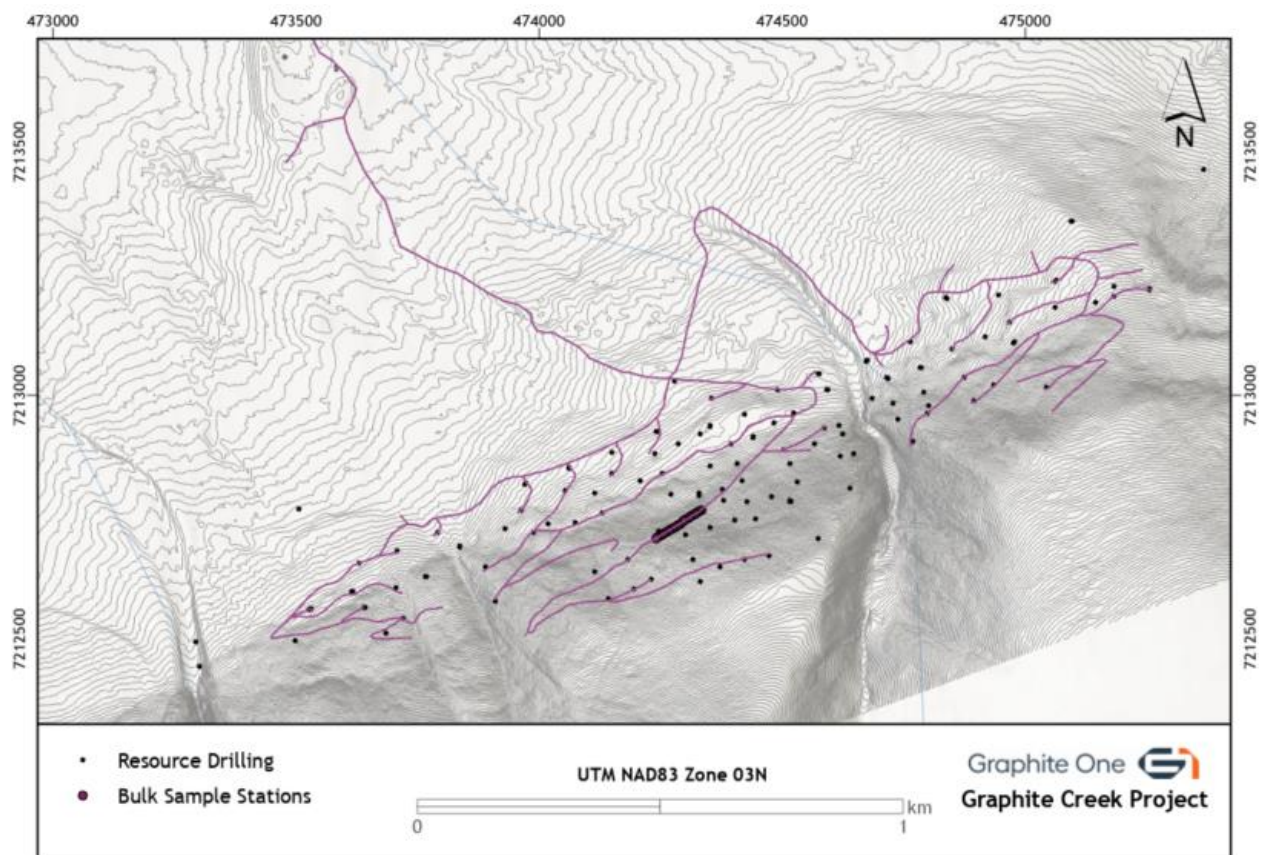 473000 473500 474000 474500 475000
7213500
7213500
N
7213000
7213000
7212500
7212500
Resource Drilling
Bulk Sample Stations
UTM NAD83 Zone 03N
km
0 1
Graphite One
Graphite Creek Project